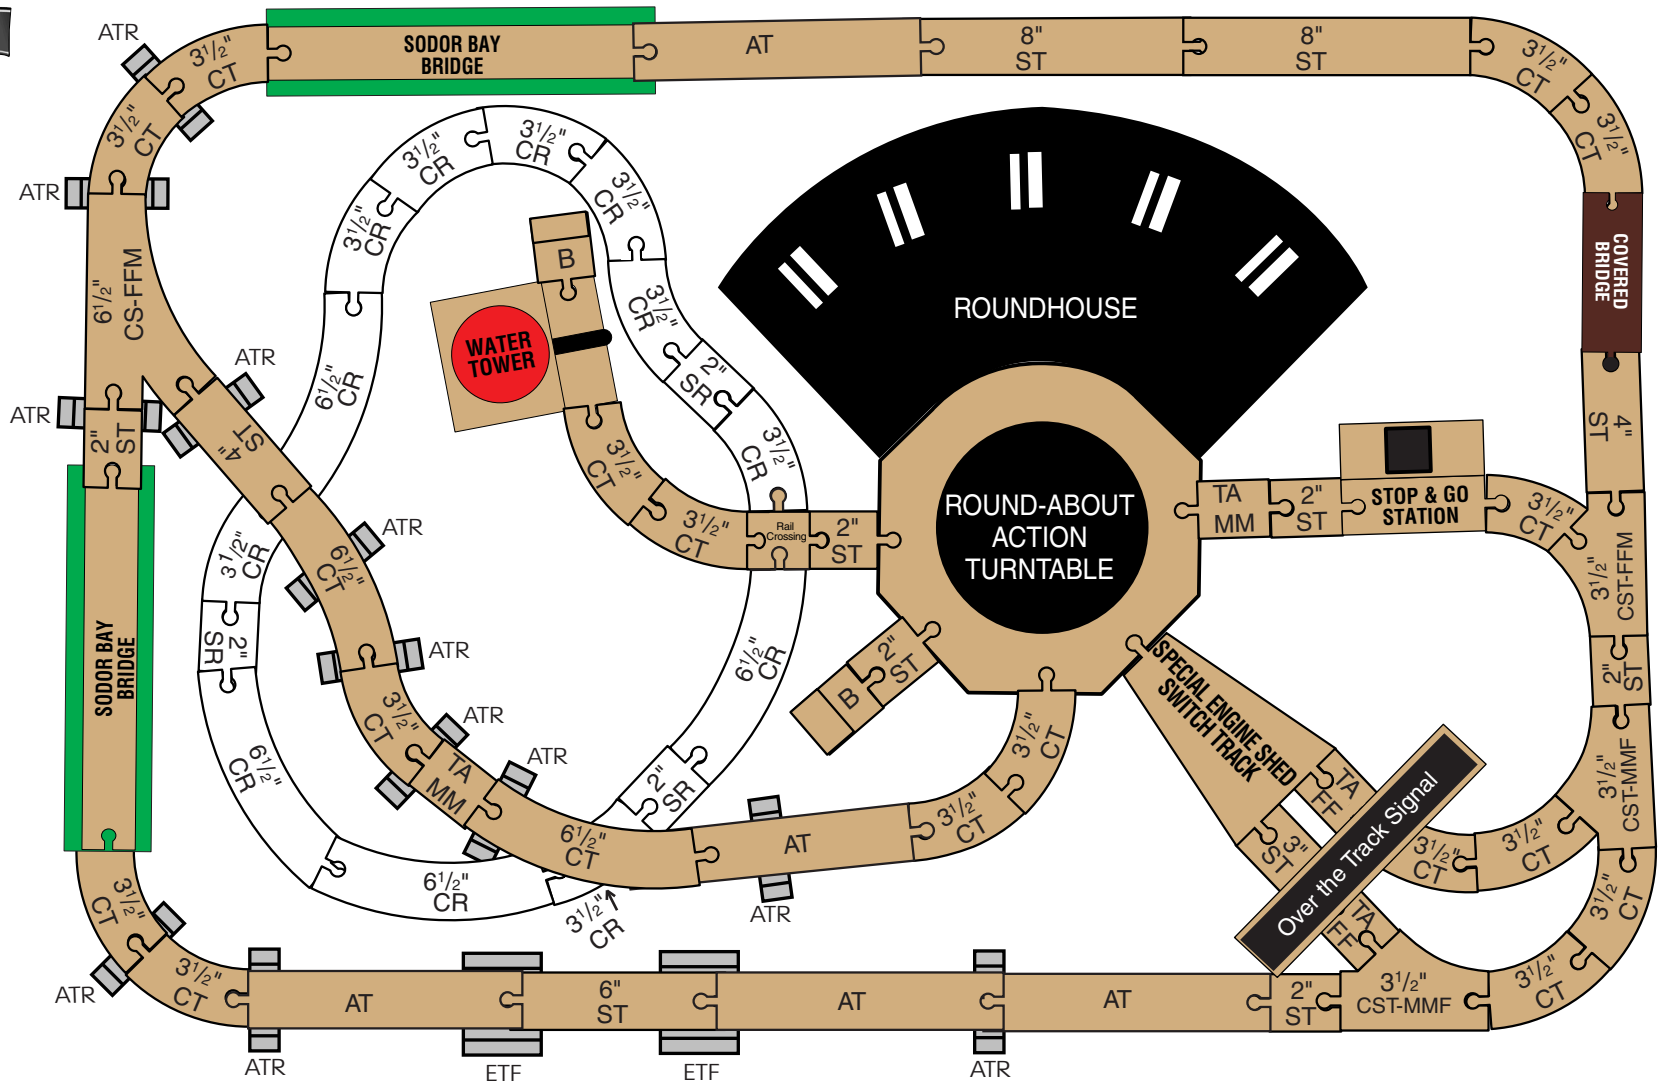 ATR
3½"
CT
SODOR BAY
BRIDGE
AT
8"
ST
8"
ST
3½"
CT
3½"
CT
3½"
CT
ATR
3½"
CR
3½"
CR
3½"
CR
3½"
CR
B
WATER
TOWER
3½"
CR
2"
SR
3½"
CR
ROUNDHOUSE
COVERED
BRIDGE
6½"
CS-FFM
ATR
ATR
2"
ST
4"
ST
6½"
CR
3½"
CT
3½"
CT
Rail
Crossing
2"
ST
ROUND-ABOUT
ACTION
TURNTABLE
TA
MM
2"
ST
STOP & GO
STATION
3½"
CT
4"
ST
3½"
CST-FFM
2"
ST
3½"
CST-MMF
ATR
6½"
CT
3½"
CR
2"
SR
ATR
SODOR BAY
BRIDGE
6½"
CR
3½"
CT
ATR
TA
MM
ATR
6½"
CR
2"
SR
2"
ST
B
3½"
CT
3½"
CT
SPECIAL ENGINE SHED
SWITCH TRACK
TA
FF
3"
ST
Over the Track Signal
3½"
CT
3½"
CT
6½"
CT
AT
ATR
6½"
CR
3½"
CR
3½"
CT
3½"
CT
ATR
AT
6"
ST
AT
AT
2"
ST
TA
FF
3½"
CST-MMF
3½"
CT
3½"
CT
ATR
ETF
ETF
ATR